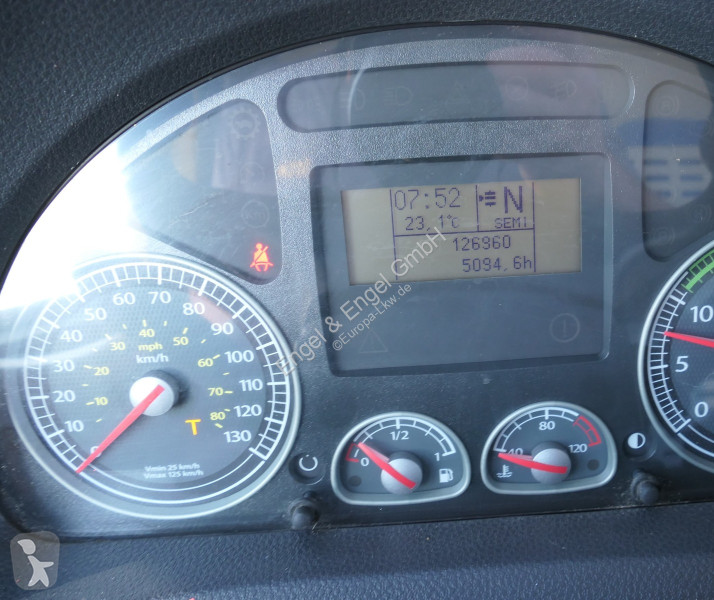 07:52 N
23.1°c SEMI
126960
5094.6h
Engel & Engel GmbH
©Europa-Lkw.de
0 10 20 30 40 50 60 70 80 90 100 110 120 130
10 20 30 40 50 60 70 80
mph
km/h
T
Vmin 25 km/h
Vmax 125 km/h
0 1/2 1
40 80 120
0 5 10